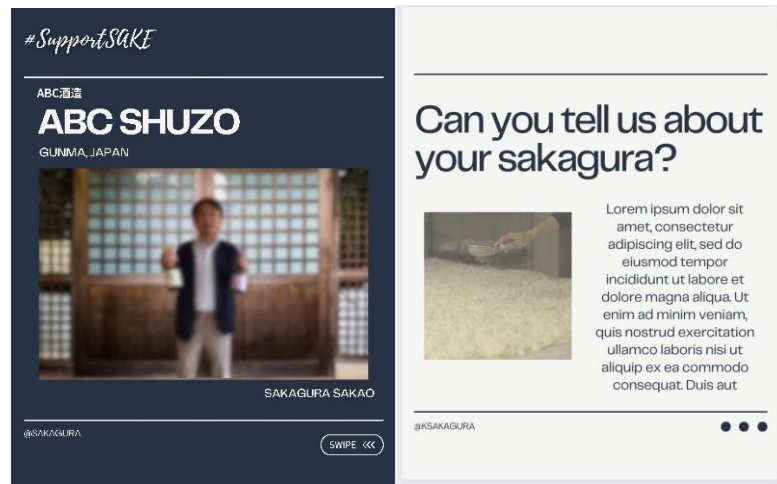 #SupportSAKE
ABC酒造
ABC SHUZO
GUNMA, JAPAN
SAKAGURA SAKAO
@SAKAGURA
SWIPE <<<
Can you tell us about
your sakagura?
Lorem ipsum dolor sit
amet, consectetur
adipiscing elit, sed do
eiusmod tempor
incididunt ut labore et
dolore magna aliqua. Ut
enim ad minim veniam,
quis nostrud exercitation
ullamco laboris nisi ut
aliquip ex ea commodo
consequat. Duis aut
@KSAKAGURA